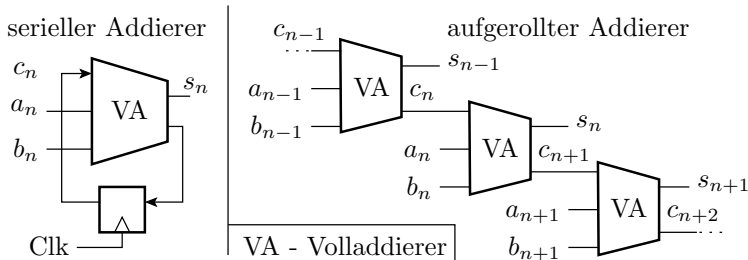 serieller Addierer
c_n
a_n
b_n
VA
s_n
Clk
aufgerollter Addierer
c_{n−1}
a_{n−1}
b_{n−1}
VA
s_{n−1}
c_n
a_n
b_n
VA
s_n
c_{n+1}
a_{n+1}
b_{n+1}
VA
s_{n+1}
c_{n+2}
VA - Volladdierer